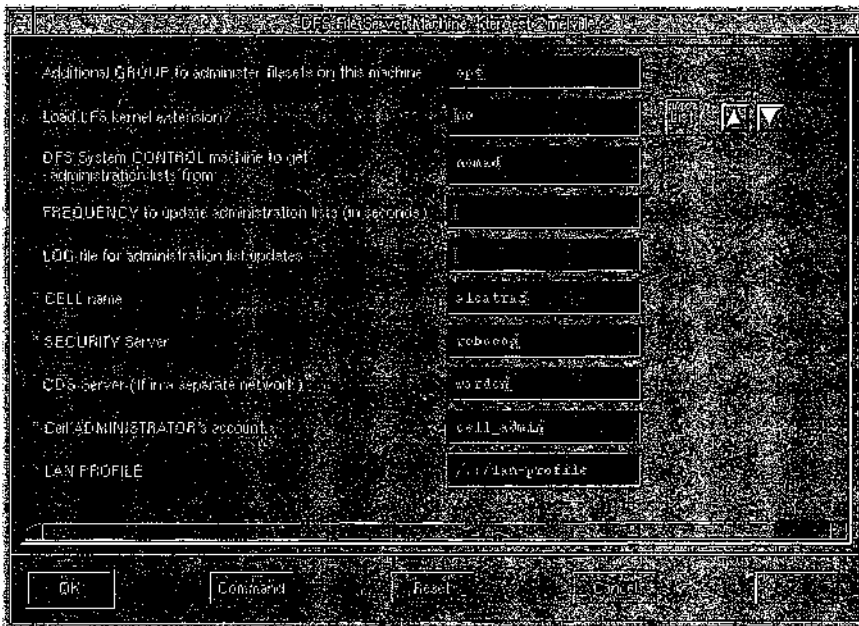 DFS File Server Machine
Additional GROUP to administer filesets on this machine
Load DFS kernel extension?
no
List
DFS System CONTROL machine to get
administration lists from
nomad
FREQUENCY to update administration lists (in seconds)
LOG file for administration list updates
CELL name
alcatraz
SECURITY Server
robocop
CDS Server (If in a separate network)
warden
Cell ADMINISTRATOR's account
cell_admin
LAN PROFILE
/.:/lan-profile
OK
Command
Reset
Cancel